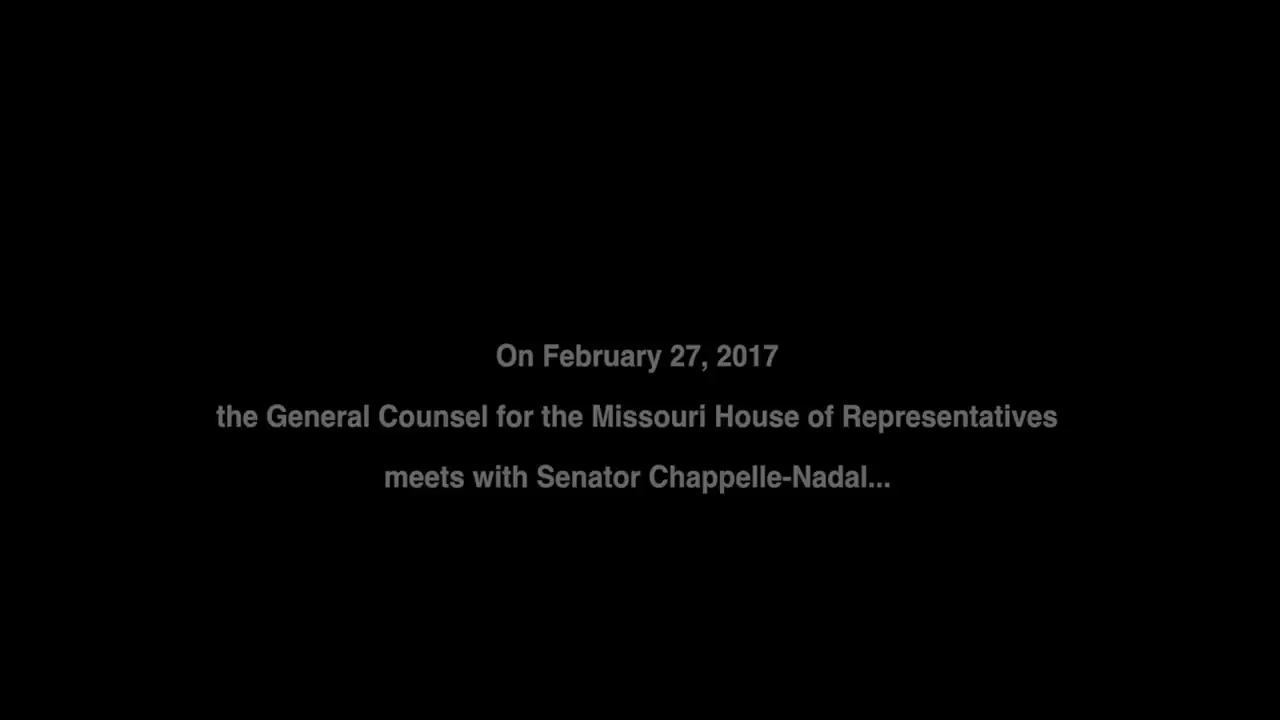 On February 27, 2017
the General Counsel for the Missouri House of Representatives
meets with Senator Chappelle-Nadal...